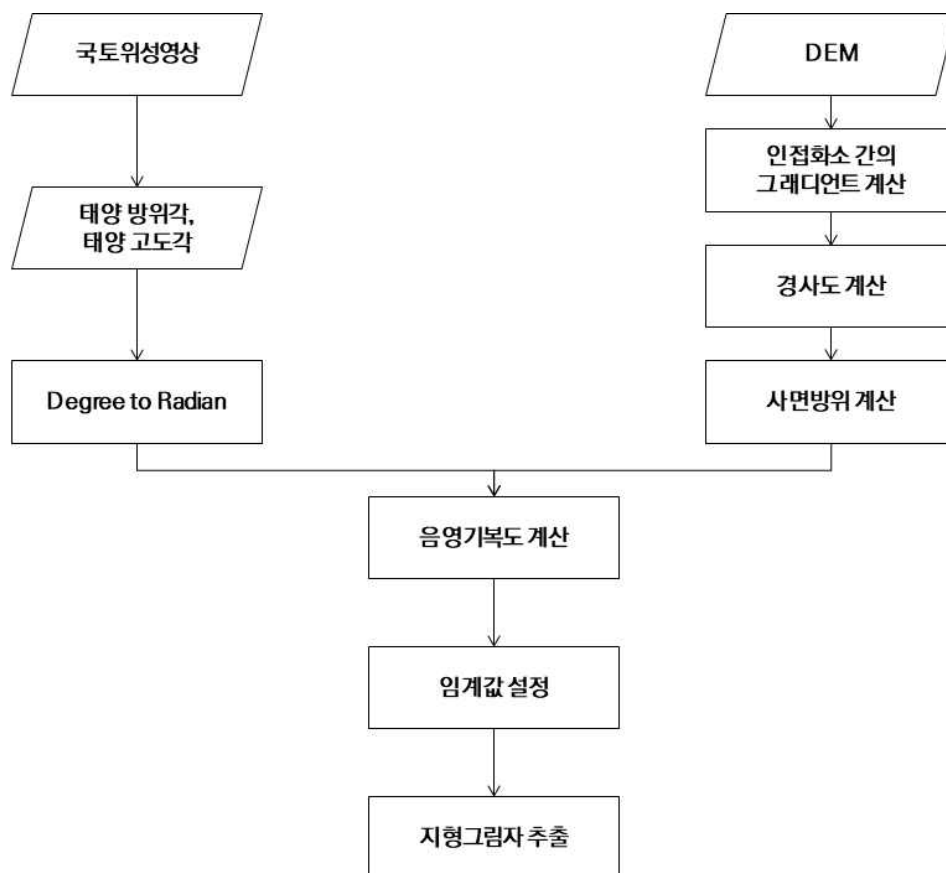 국토위성영상
DEM
인접화소 간의
그래디언트 계산
태양 방위각,
태양 고도각
경사도 계산
Degree to Radian
사면방위 계산
음영기복도 계산
임계값 설정
지형그림자 추출